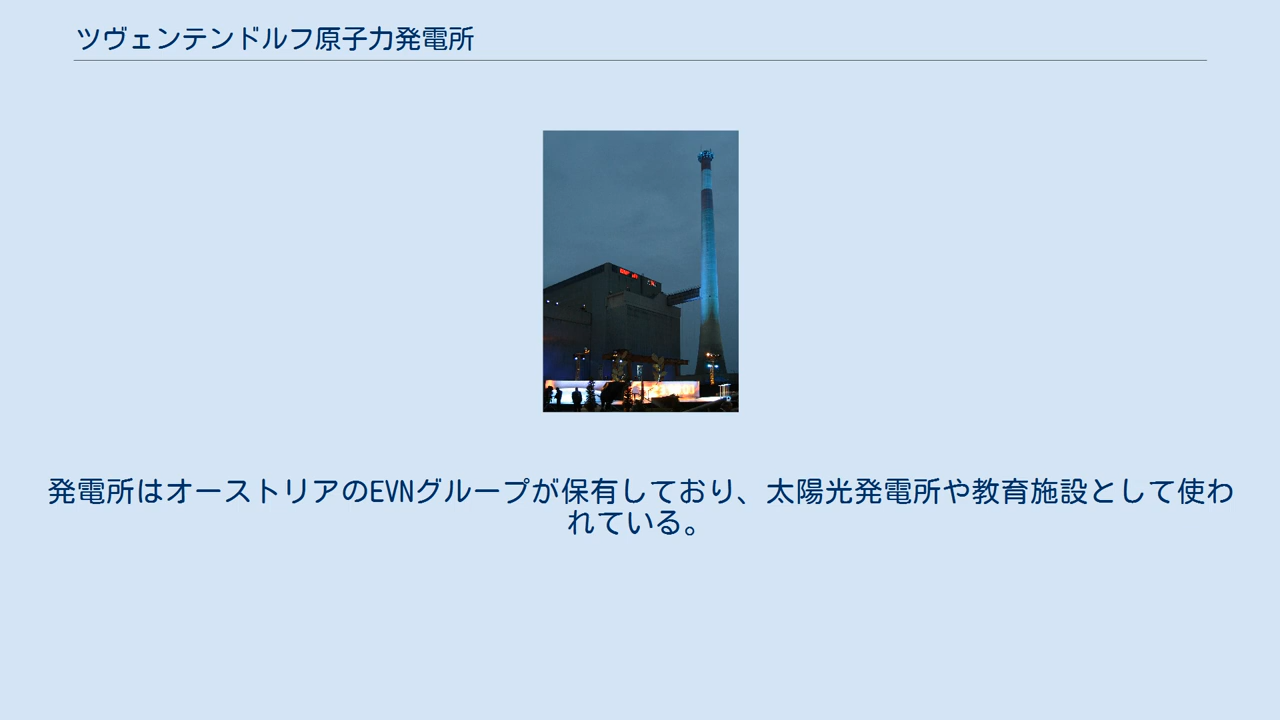 ツヴェンテンドルフ原子力発電所
発電所はオーストリアのEVNグループが保有しており、太陽光発電所や教育施設として使わ
れている。